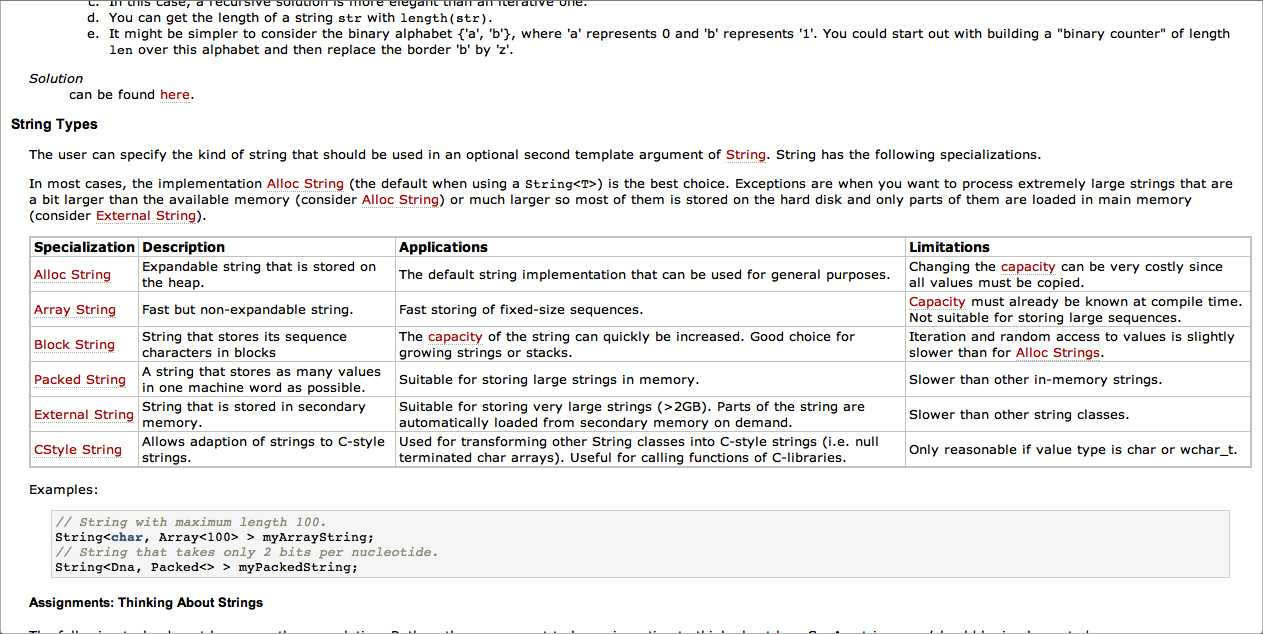 c. In this case, a recursive solution is more elegant than an iterative one.
d. You can get the length of a string str with length(str).
e. It might be simpler to consider the binary alphabet {'a', 'b'}, where 'a' represents 0 and 'b' represents '1'. You could start out with building a "binary counter" of length
len over this alphabet and then replace the border 'b' by 'z'.
Solution
can be found here.
String Types
The user can specify the kind of string that should be used in an optional second template argument of String. String has the following specializations.
In most cases, the implementation Alloc String (the default when using a String<T>) is the best choice. Exceptions are when you want to process extremely large strings that are
a bit larger than the available memory (consider Alloc String) or much larger so most of them is stored on the hard disk and only parts of them are loaded in main memory
(consider External String).
Specialization Description Applications Limitations
Alloc String
Expandable string that is stored on
the heap.
The default string implementation that can be used for general purposes.
Changing the capacity can be very costly since
all values must be copied.
Array String
Fast but non-expandable string.
Fast storing of fixed-size sequences.
Capacity must already be known at compile time.
Not suitable for storing large sequences.
Block String
String that stores its sequence
characters in blocks
The capacity of the string can quickly be increased. Good choice for
growing strings or stacks.
Iteration and random access to values is slightly
slower than for Alloc Strings.
Packed String
A string that stores as many values
in one machine word as possible.
Suitable for storing large strings in memory.
Slower than other in-memory strings.
External String
String that is stored in secondary
memory.
Suitable for storing very large strings (>2GB). Parts of the string are
automatically loaded from secondary memory on demand.
Slower than other string classes.
CStyle String
Allows adaption of strings to C-style
strings.
Used for transforming other String classes into C-style strings (i.e. null
terminated char arrays). Useful for calling functions of C-libraries.
Only reasonable if value type is char or wchar_t.
Examples:
// String with maximum length 100.
String<char, Array<100> > myArrayString;
// String that takes only 2 bits per nucleotide.
String<Dna, Packed<> > myPackedString;
Assignments: Thinking About Strings